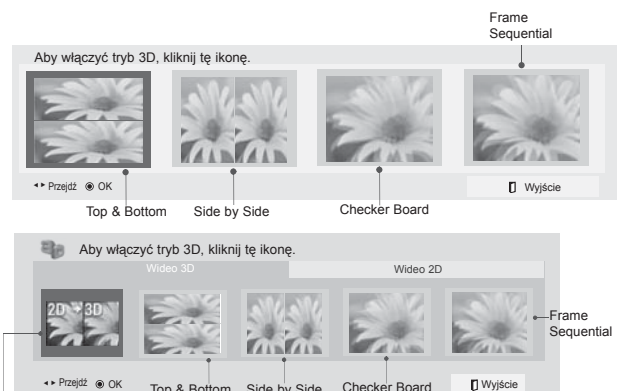 Frame
Sequential
Aby włączyć tryb 3D, kliknij tę ikonę.
◂ ▸ Przejdź ◉ OK
Wyjście
Top & Bottom Side by Side Checker Board
Aby włączyć tryb 3D, kliknij tę ikonę.
Wideo 3D Wideo 2D
2D 3D
Frame
Sequential
◂ ▸ Przejdź ◉ OK
Top & Bottom Side by Side Checker Board
Wyjście